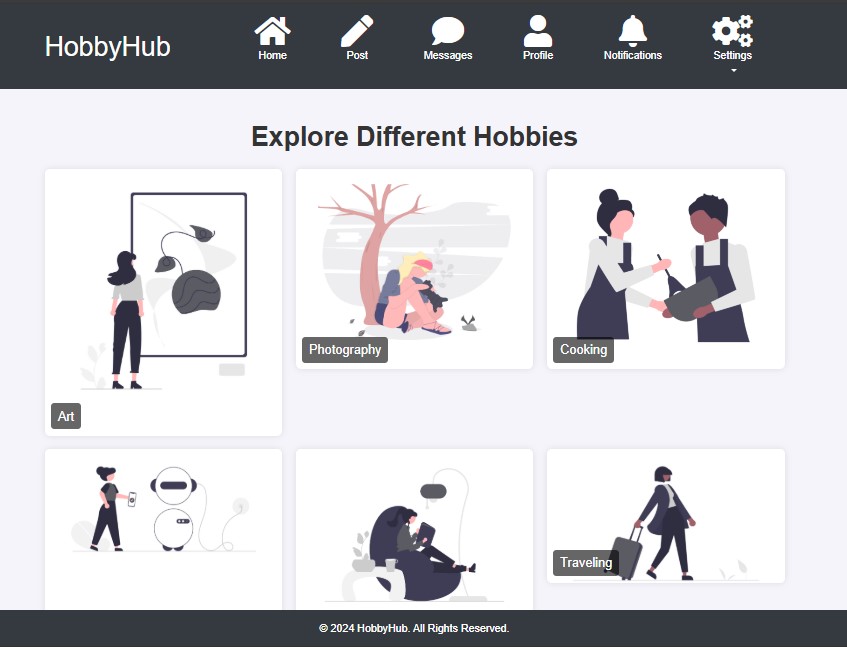 HobbyHub
Home
Post
Messages
Profile
Notifications
Settings
Explore Different Hobbies
Art
Photography
Cooking
Traveling
© 2024 HobbyHub. All Rights Reserved.